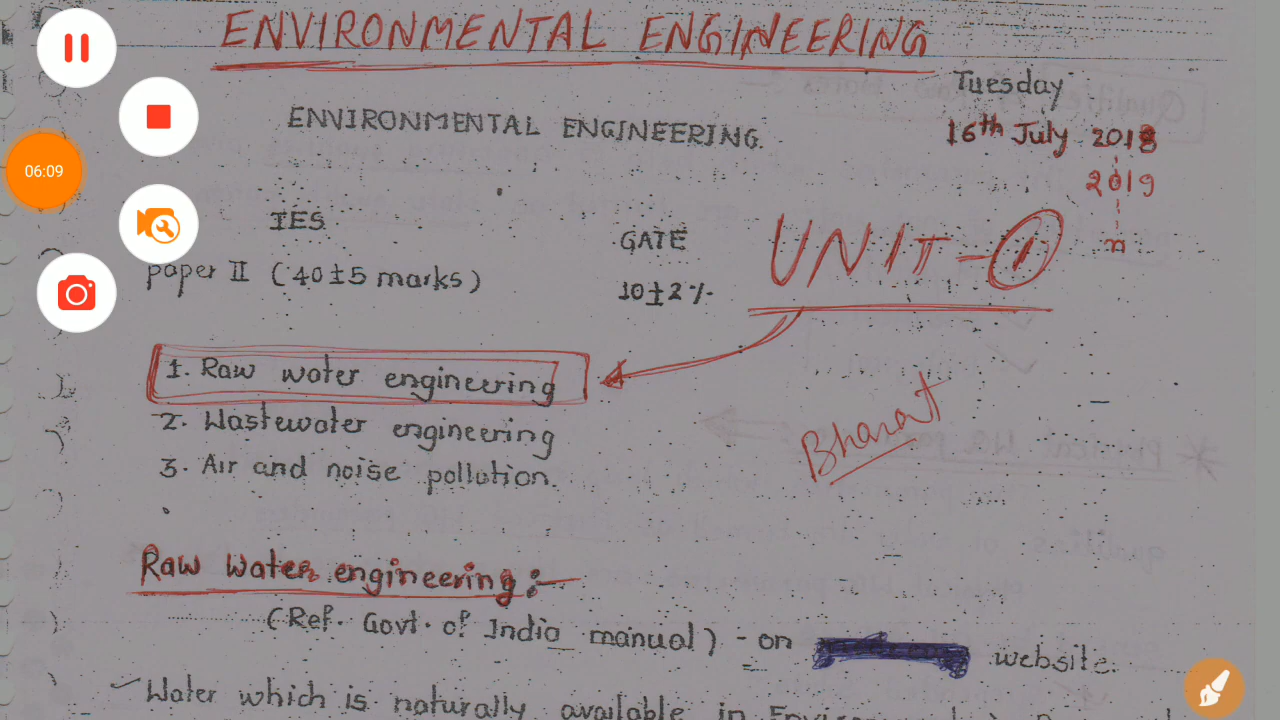 ENVIRONMENTAL ENGINEERING
Tuesday
ENVIRONMENTAL ENGINEERING.
16th July 2018
2019
n
06:09
IES
GATE
UNIT-1
paper II (40±5 marks)
10±2%
1. Raw water engineering
2. Wastewater engineering
3. Air and noise pollution.
Bharat
Raw Water engineering:-
(Ref. Govt. of India manual) - on website.
Water which is naturally available in